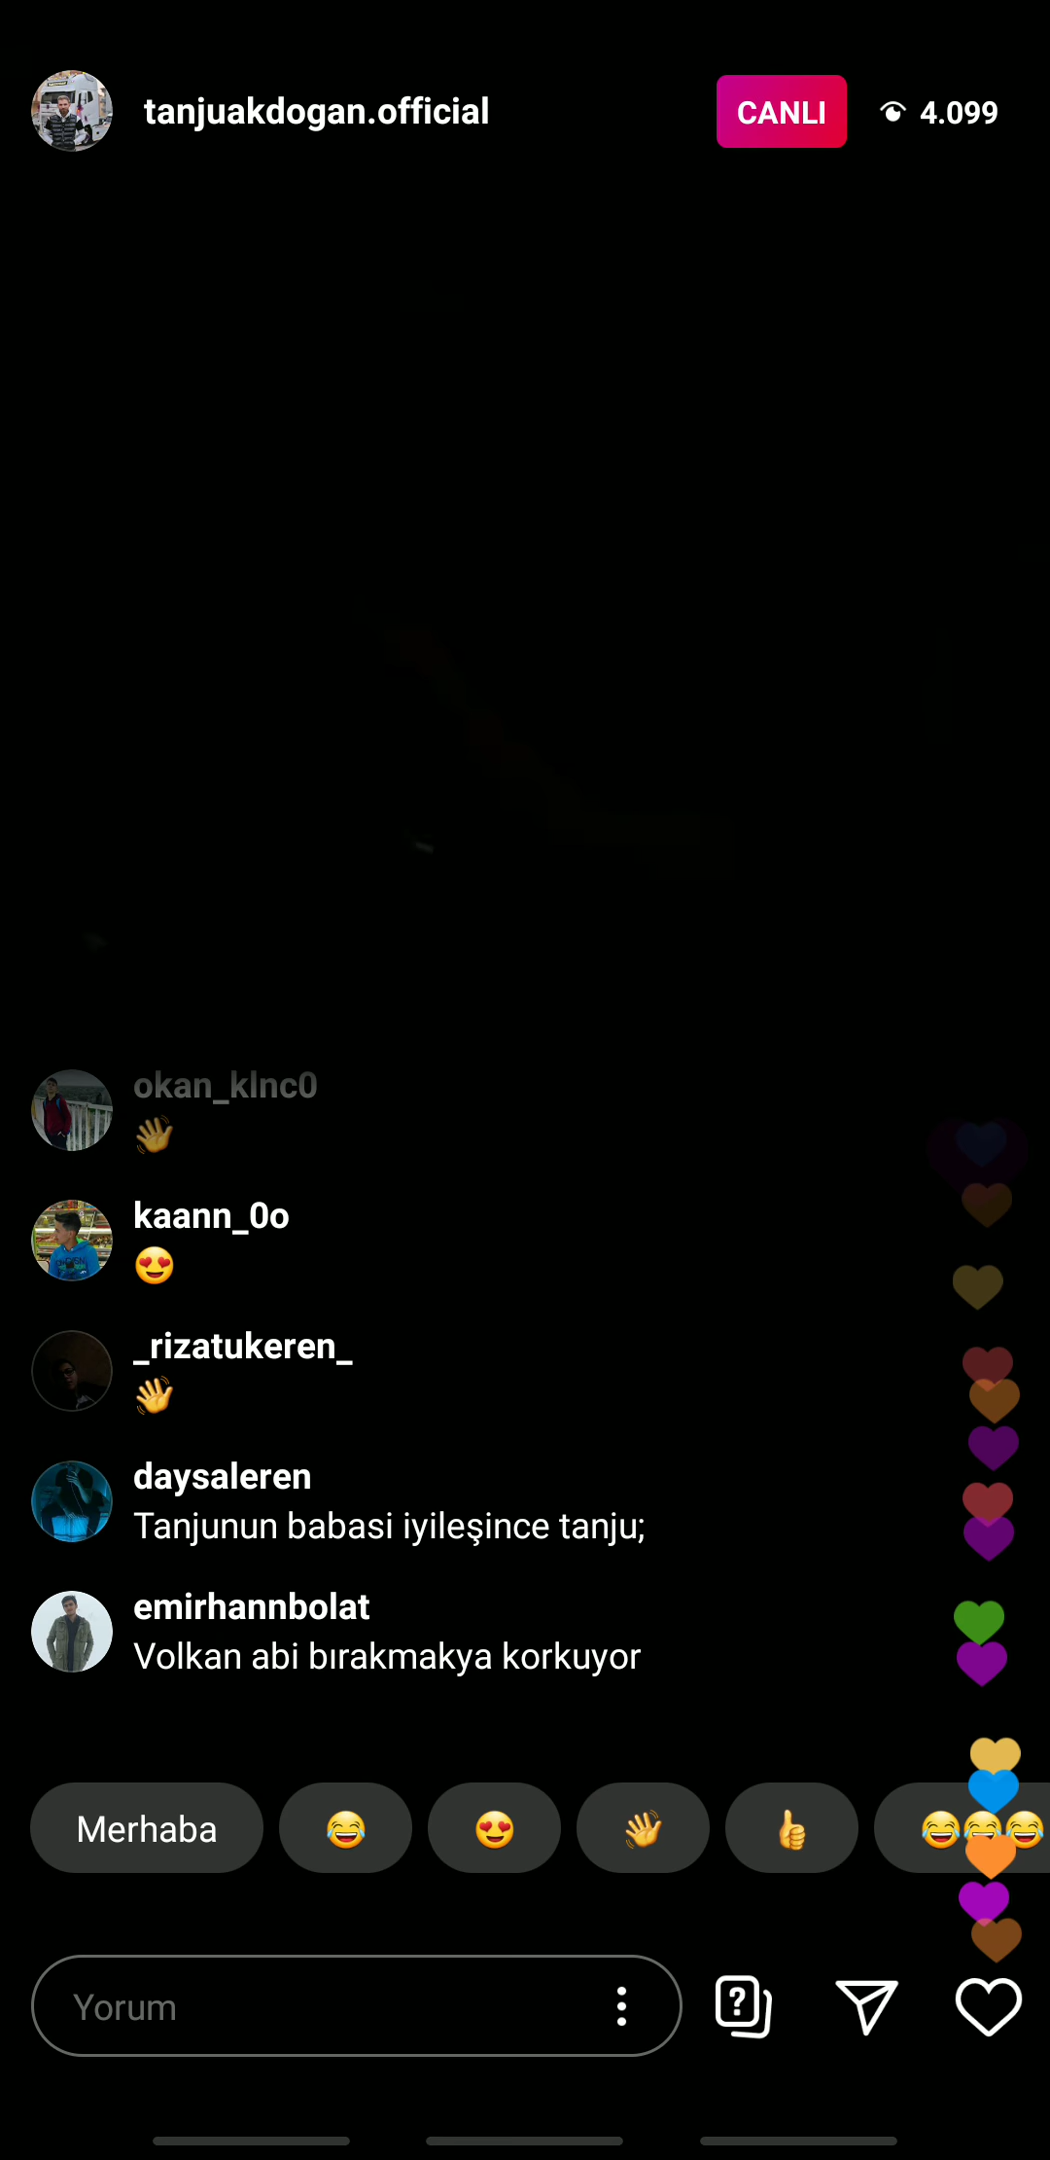 tanjuakdogan.official
CANLI
4.099
okan_klnc0
👋
kaann_0o
😍
_rizatukeren_
👋
daysaleren
Tanjunun babasi iyileşince tanju;
emirhannbolat
Volkan abi bırakmakya korkuyor
Merhaba 😂 😍 👋 👍 😂😂😂
Yorum